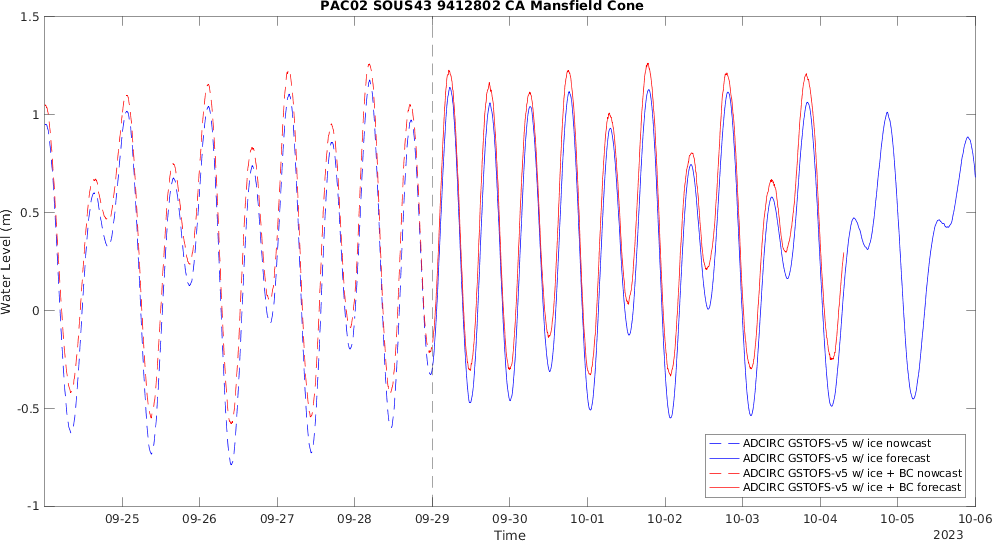 PAC02 SOUS43 9412802 CA Mansfield Cone
1.5
1
0.5
0
-0.5
-1
Water Level (m)
09-25 09-26 09-27 09-28 09-29 09-30 10-01 10-02 10-03 10-04 10-05 10-06
2023
Time
ADCIRC GSTOFS-v5 w/ ice nowcast
ADCIRC GSTOFS-v5 w/ ice forecast
ADCIRC GSTOFS-v5 w/ ice + BC nowcast
ADCIRC GSTOFS-v5 w/ ice + BC forecast